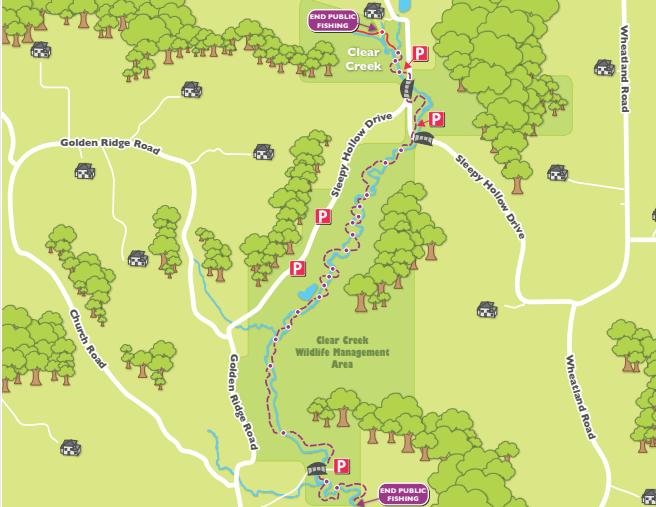 END PUBLIC
FISHING
Clear
Creek
P
Wheatland Road
P
Sleepy Hollow Drive
Golden Ridge Road
Sleepy Hollow Drive
P
P
Church Road
Clear Creek
Wildlife Management
Area
Golden Ridge Road
Wheatland Road
P
END PUBLIC
FISHING